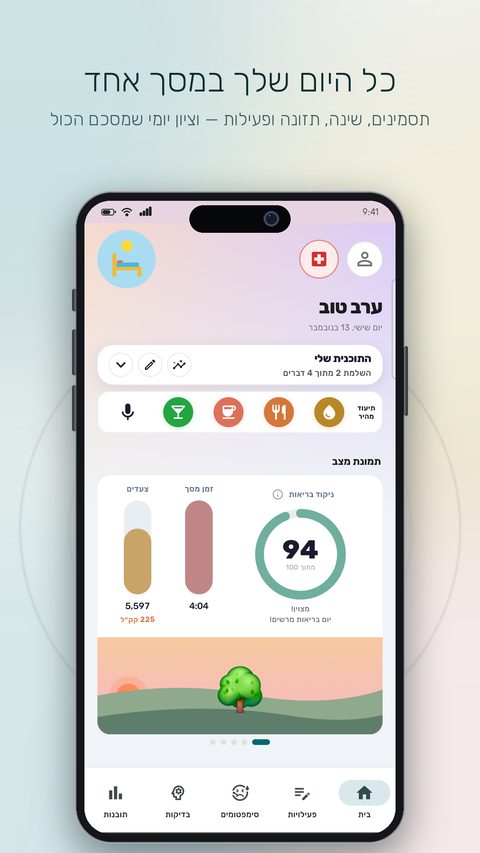 כל היום שלך במסך אחד
תסמינים, שינה, תזונה ופעילות – וציון יומי שמסכם הכול
9:41
ערב טוב
יום שישי, 13 בנובמבר
התוכנית שלי
השלמת 2 מתוך 4 דברים
תיעוד
מהיר
תמונת מצב
ניקוד בריאות
94
מתוך 100
מצוין!
יום בריאות מרשים!
זמן מסך
4:04
צעדים
5,597
225 קק״ל
בית
פעילויות
סימפטומים
בדיקות
תובנות